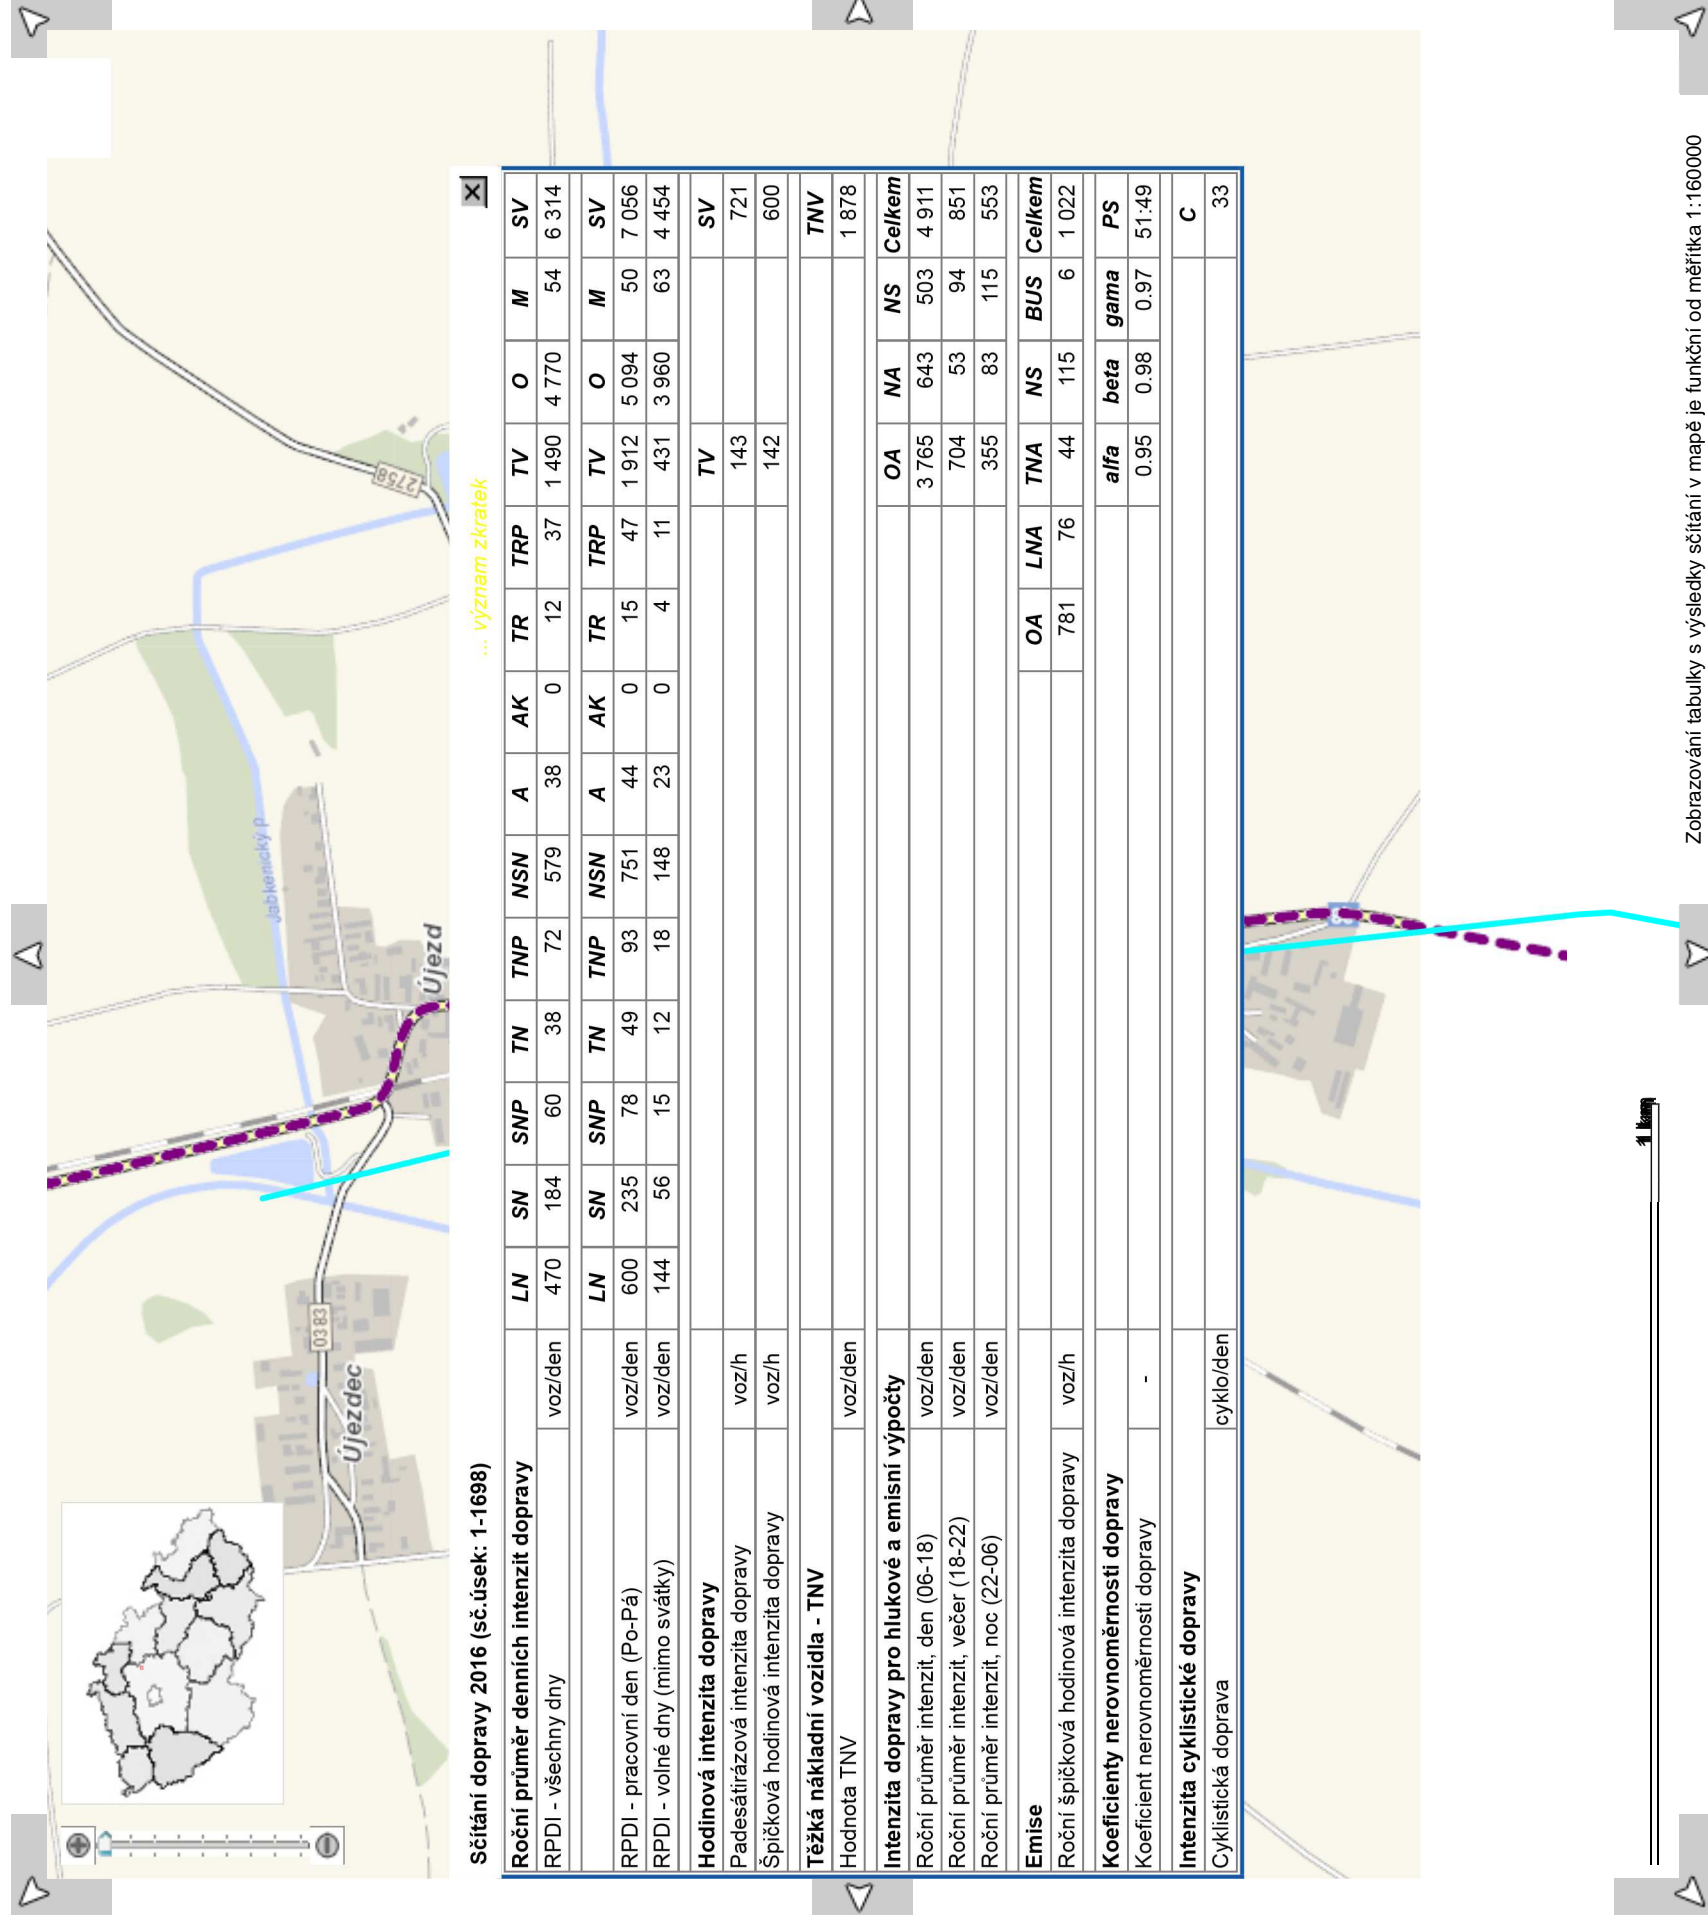 Sčítání dopravy 2016 (sč.úsek: 1-1698)
... význam zkratek
Roční průměr denních intenzit dopravy LN SN SNP TN TNP NSN A AK TR TRP TV O M SV
RPDI - všechny dny voz/den 470 184 60 38 72 579 38 0 12 37 1 490 4 770 54 6 314
LN SN SNP TN TNP NSN A AK TR TRP TV O M SV
RPDI - pracovní den (Po-Pá) voz/den 600 235 78 49 93 751 44 0 15 47 1 912 5 094 50 7 056
RPDI - volné dny (mimo svátky) voz/den 144 56 15 12 18 148 23 0 4 11 431 3 960 63 4 454
Hodinová intenzita dopravy TV SV
Padesátirázová intenzita dopravy voz/h 143 721
Špičková hodinová intenzita dopravy voz/h 142 600
Těžká nákladní vozidla - TNV TNV
Hodnota TNV voz/den 1 878
Intenzita dopravy pro hlukové a emisní výpočty OA NA NS Celkem
Roční průměr intenzit, den (06-18) voz/den 3 765 643 503 4 911
Roční průměr intenzit, večer (18-22) voz/den 704 53 94 851
Roční průměr intenzit, noc (22-06) voz/den 355 83 115 553
Emise OA LNA TNA NS BUS Celkem
Roční špičková hodinová intenzita dopravy voz/h 781 76 44 115 6 1 022
Koeficienty nerovnoměrnosti dopravy alfa beta gama PS
Koeficient nerovnoměrnosti dopravy - 0.95 0.98 0.97 51:49
Intenzita cyklistické dopravy C
Cyklistická doprava cyklo/den 33
Újezdec
0383
Újezd
Jabkenický p.
2758
Zobrazování tabulky s výsledky sčítání v mapě je funkční od měřítka 1:160000